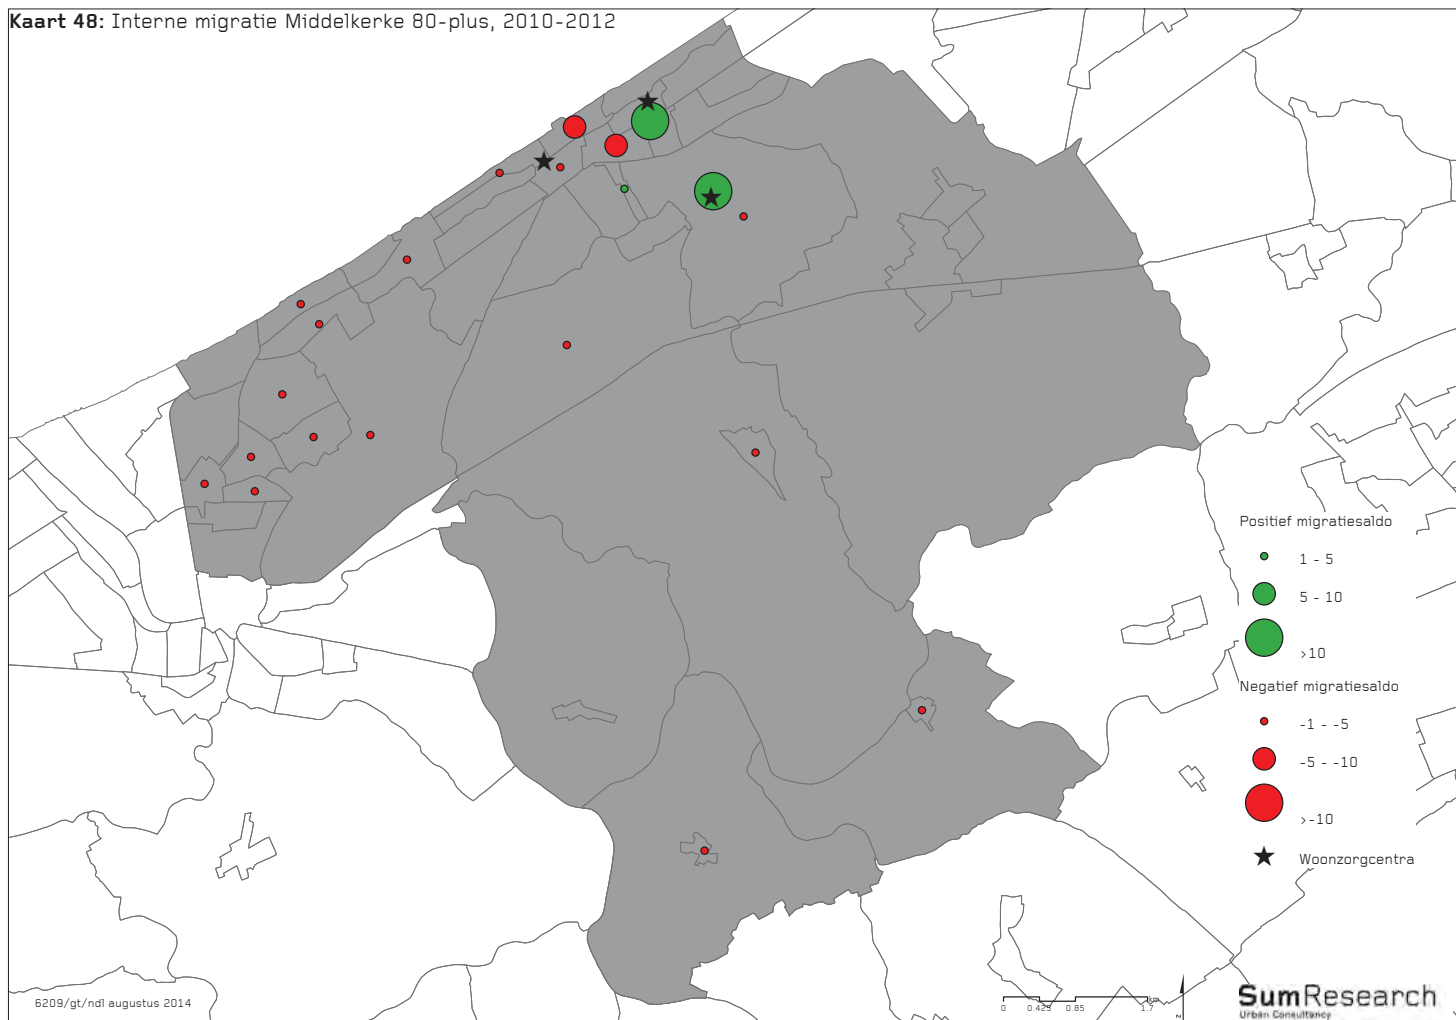 Kaart 48: Interne migratie Middelkerke 80-plus, 2010-2012
Positief migratiesaldo
1 - 5
5 - 10
>10
Negatief migratiesaldo
-1 - -5
-5 - -10
>-10
Woonzorgcentra
6209/gt/ndl augustus 2014
km
0 0.425 0.85 1.7
z
SumResearch
Urban Consultancy